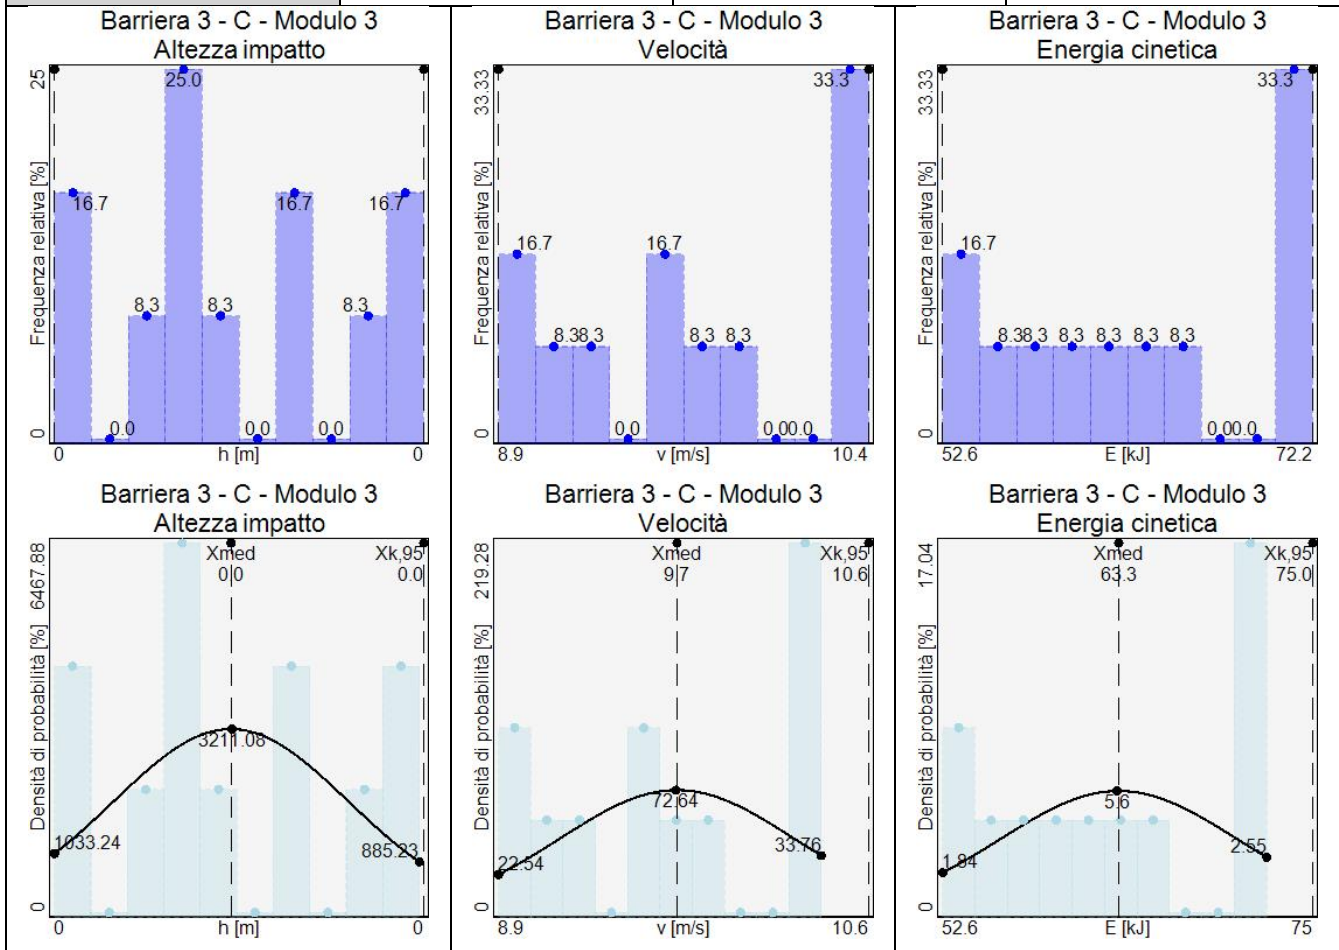 Barriera 3 - C - Modulo 3
Altezza impatto
25
25.0
16.7
16.7
16.7
8.3
8.3
8.3
0.0
0.0
0.0
Frequenza relativa [%]
0
0
h [m]
0
Barriera 3 - C - Modulo 3
Velocità
33.33
33.3
16.7
16.7
8.3 8.3
8.3
8.3
0.0
0.0 0.0
Frequenza relativa [%]
0
8.9
v [m/s]
10.4
Barriera 3 - C - Modulo 3
Energia cinetica
33.33
33.3
16.7
8.3 8.3 8.3 8.3 8.3 8.3
0.0 0.0
Frequenza relativa [%]
0
52.6
E [kJ]
72.2
Barriera 3 - C - Modulo 3
Altezza impatto
6467.88
Xmed
0.0
Xk,95
0.0
3211.08
1033.24
885.23
Densità di probabilità [%]
0
0
h [m]
0
Barriera 3 - C - Modulo 3
Velocità
219.28
Xmed
9.7
Xk,95
10.6
72.64
22.54
33.76
Densità di probabilità [%]
0
8.9
v [m/s]
10.6
Barriera 3 - C - Modulo 3
Energia cinetica
17.04
Xmed
63.3
Xk,95
75.0
5.6
1.84
2.55
Densità di probabilità [%]
0
52.6
E [kJ]
75